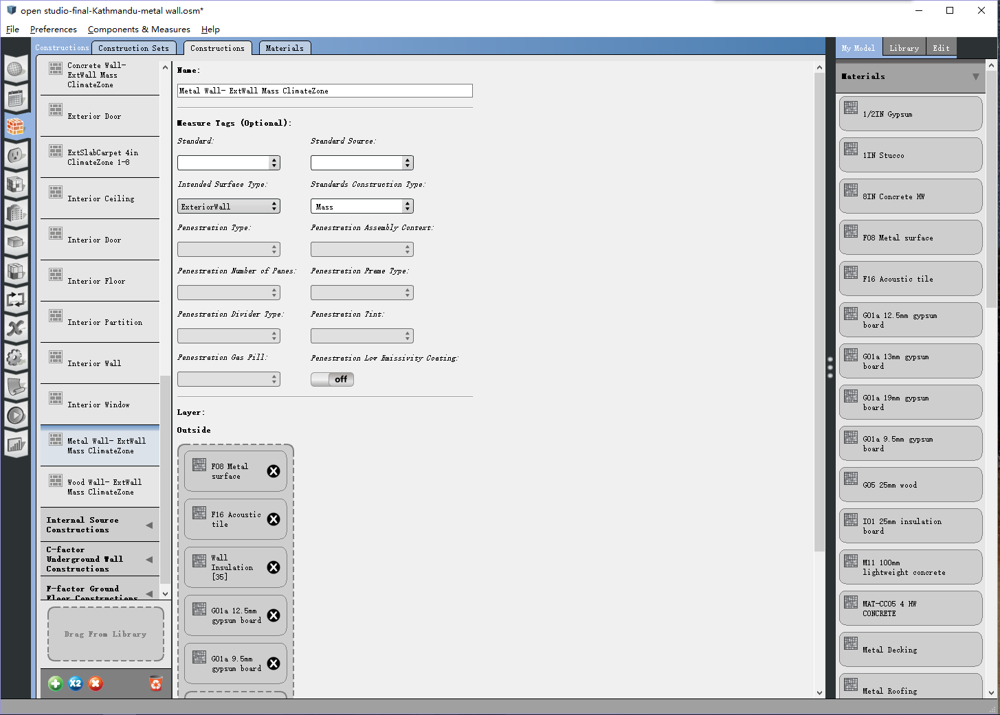 open studio-final-Kathmandu-metal wall.osm*
File Preferences Components & Measures Help
Constructions Construction Sets Constructions Materials
My Model Library Edit
Concrete Wall-
ExtWall Mass
ClimateZone
Exterior Door
ExtSlabCarpet 4in
ClimateZone 1-8
Interior Ceiling
Interior Door
Interior Floor
Interior Partition
Interior Wall
Interior Window
Metal Wall- ExtWall
Mass ClimateZone
Wood Wall- ExtWall
Mass ClimateZone
Internal Source
Constructions
C-factor
Underground Wall
Constructions
F-factor Ground
Floor Constructions
Drag From Library
X2
Name:
Metal Wall- ExtWall Mass ClimateZone
Measure Tags (Optional):
Standard: Standard Source:
Intended Surface Type: Standards Construction Type:
ExteriorWall Mass
Fenestration Type: Fenestration Assembly Context:
Fenestration Number of Panes: Fenestration Frame Type:
Fenestration Divider Type: Fenestration Tint:
Fenestration Gas Fill: Fenestration Low Emissivity Coating:
off
Layer:
Outside
F08 Metal
surface
F16 Acoustic
tile
Wall
Insulation
[35]
G01a 12.5mm
gypsum board
G01a 9.5mm
gypsum board
Materials
1/2IN Gypsum
1IN Stucco
8IN Concrete HW
F08 Metal surface
F16 Acoustic tile
G01a 12.5mm gypsum
board
G01a 13mm gypsum
board
G01a 19mm gypsum
board
G01a 9.5mm gypsum
board
G05 25mm wood
I01 25mm insulation
board
M11 100mm
lightweight concrete
MAT-CC05 4 HW
CONCRETE
Metal Decking
Metal Roofing